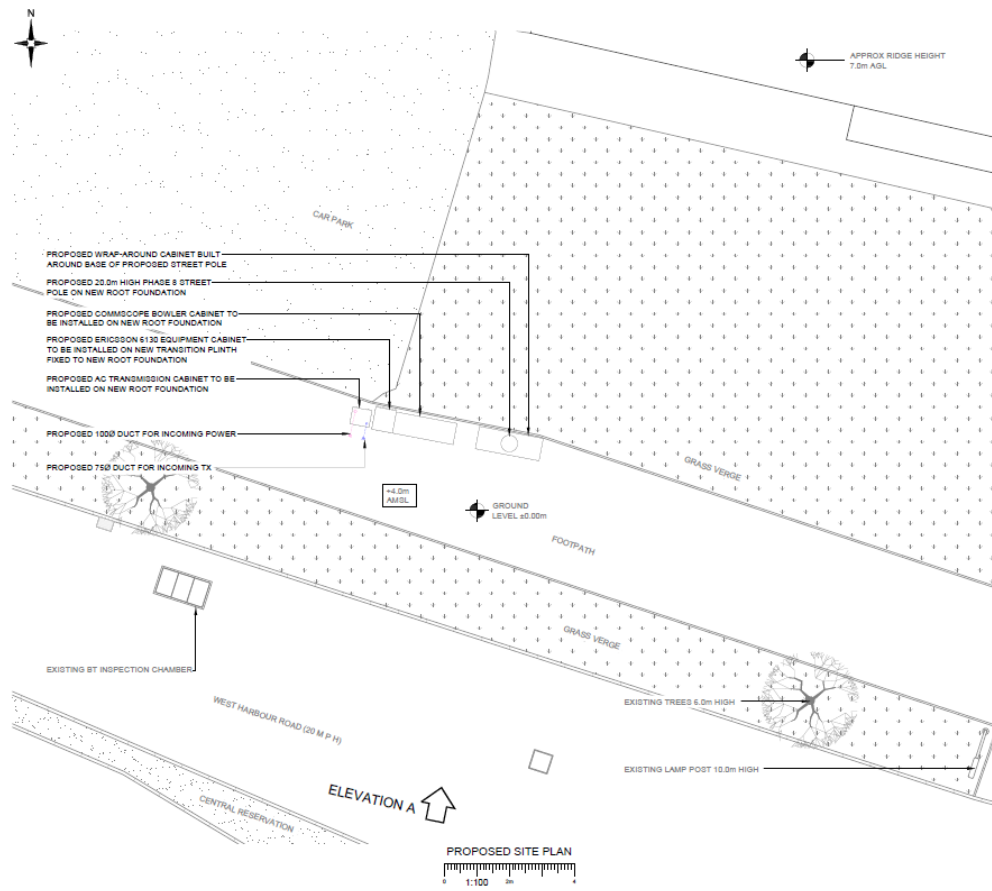 N
APPROX RIDGE HEIGHT
7.0m AGL
CAR PARK
PROPOSED WRAP-AROUND CABINET BUILT
AROUND BASE OF PROPOSED STREET POLE
PROPOSED 20.0m HIGH PHASE 8 STREET
POLE ON NEW ROOT FOUNDATION
PROPOSED COMMSCOPE BOWLER CABINET TO
BE INSTALLED ON NEW ROOT FOUNDATION
PROPOSED ERICSSON 6130 EQUIPMENT CABINET
TO BE INSTALLED ON NEW TRANSITION PLINTH
FIXED TO NEW ROOT FOUNDATION
PROPOSED AC TRANSMISSION CABINET TO BE
INSTALLED ON NEW ROOT FOUNDATION
PROPOSED 100Ø DUCT FOR INCOMING POWER
PROPOSED 75Ø DUCT FOR INCOMING TX
GRASS VERGE
+4.0m
AMSL
GROUND
LEVEL ±0.00m
FOOTPATH
GRASS VERGE
EXISTING BT INSPECTION CHAMBER
WEST HARBOUR ROAD (20 M P H)
EXISTING TREES 6.0m HIGH
EXISTING LAMP POST 10.0m HIGH
CENTRAL RESERVATION
ELEVATION A
PROPOSED SITE PLAN
0 1:100 2m 4